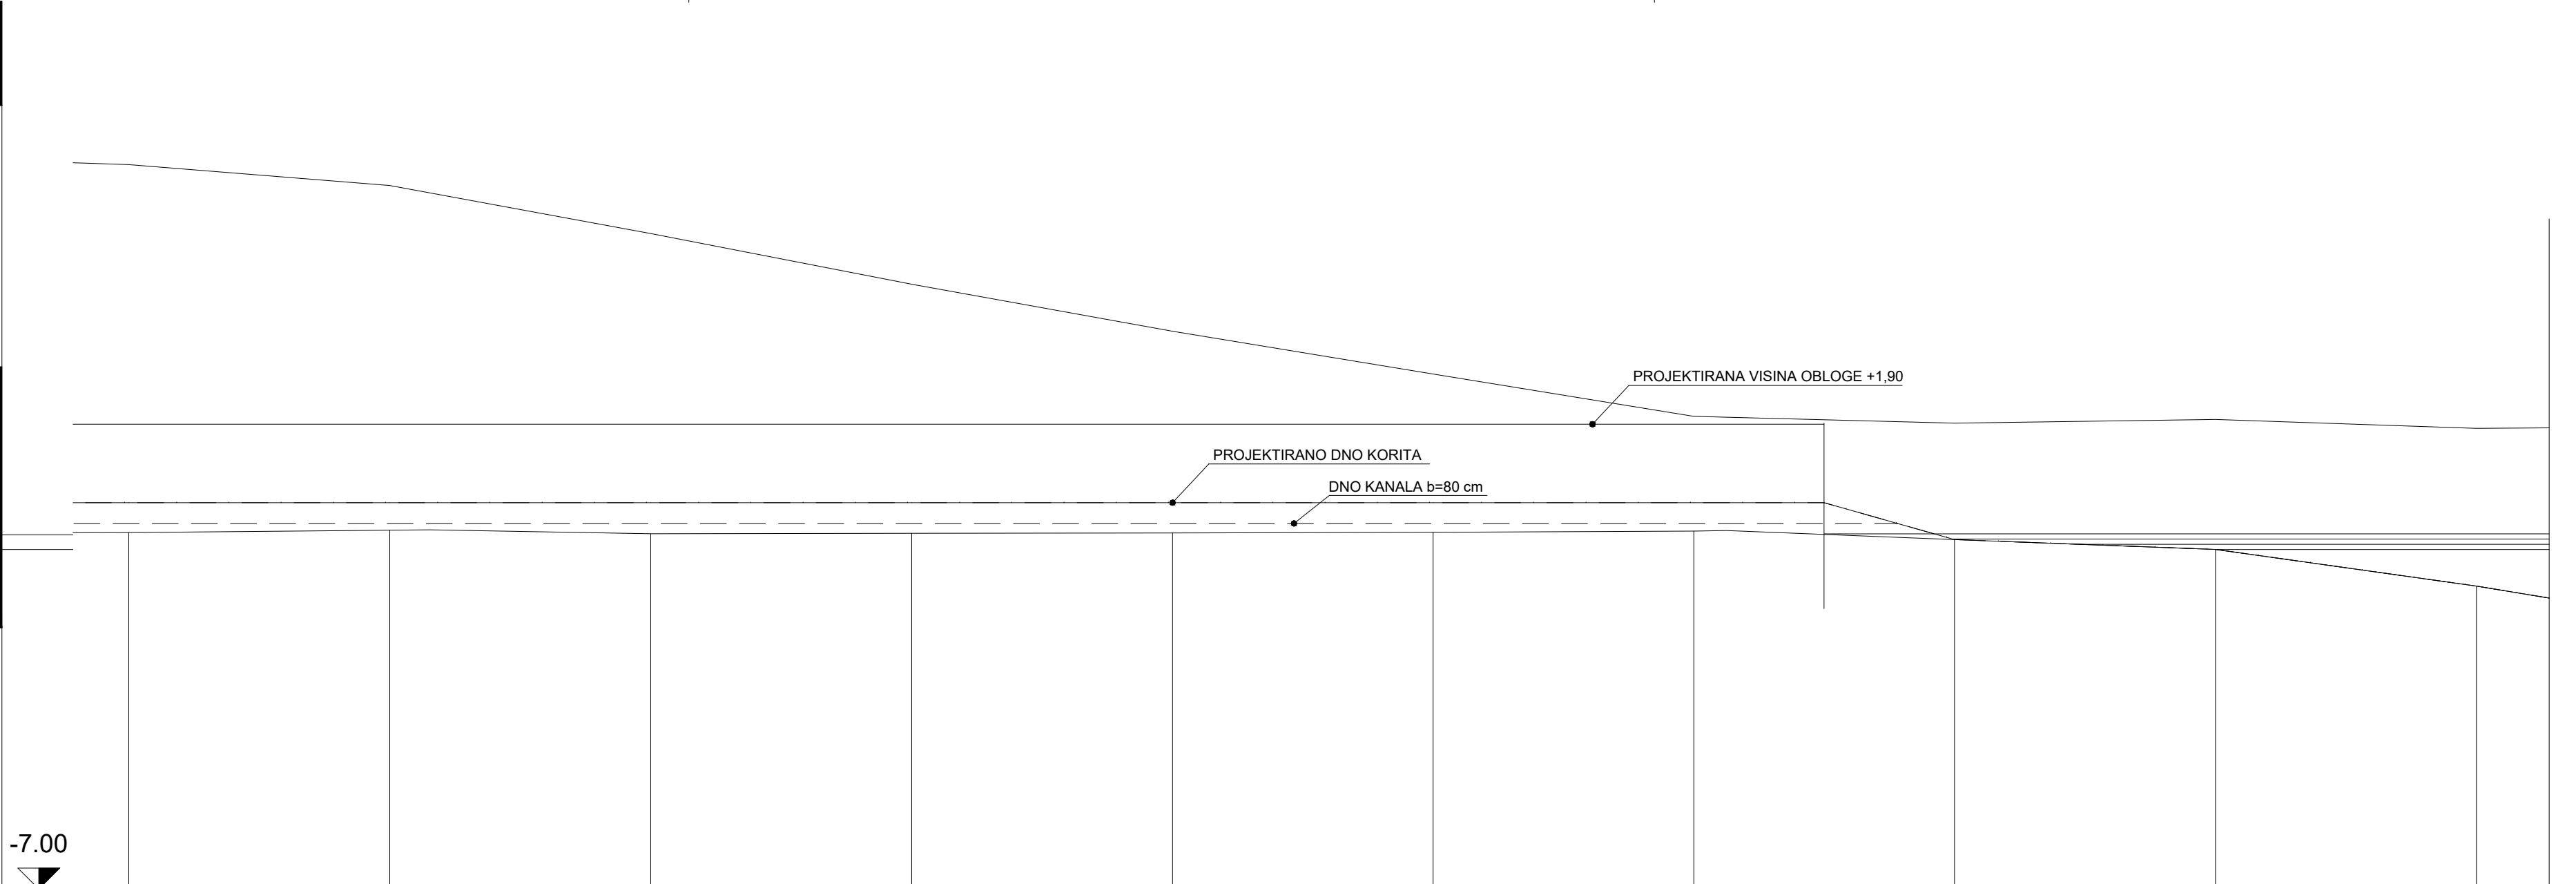 PROJEKTIRANA VISINA OBLOGE +1,90
PROJEKTIRANO DNO KORITA
DNO KANALA b=80 cm
-7.00